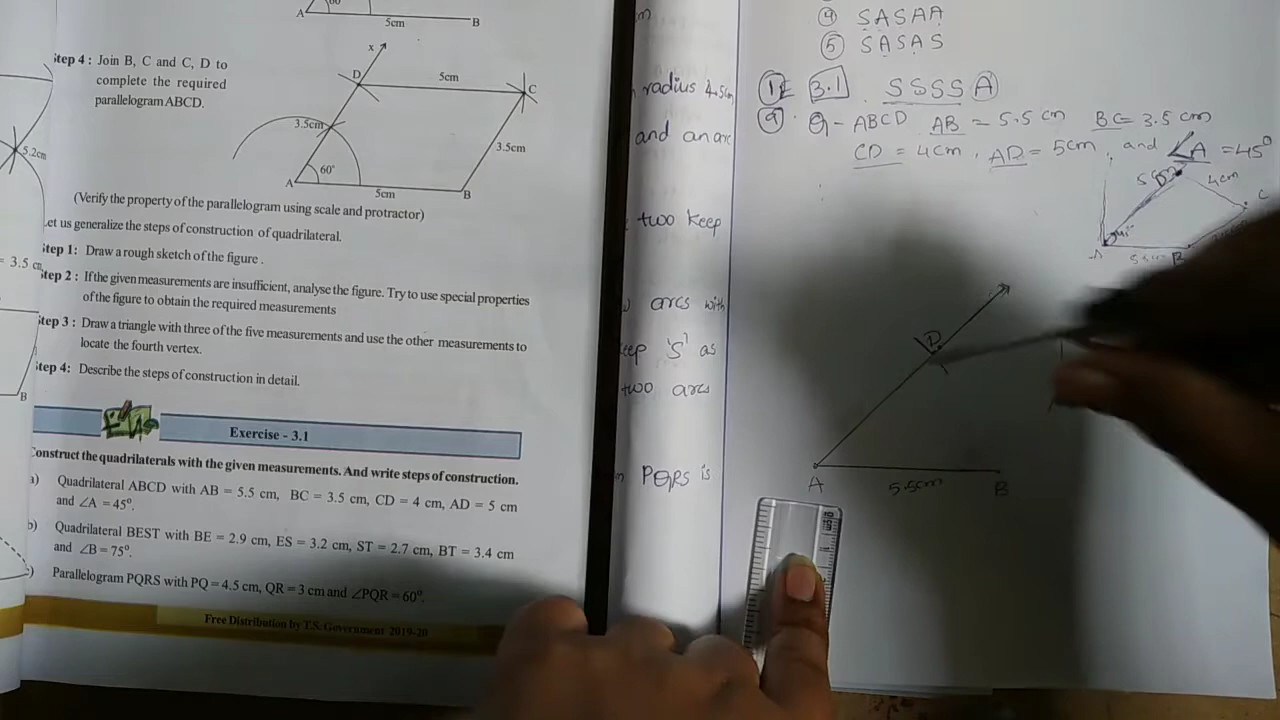 A
60
5cm
B
Step 4 : Join B, C and C, D to
complete the required
parallelogram ABCD.
x
D
5cm
C
3.5cm
3.5cm
60°
A
5cm
B
5.2cm
(Verify the property of the parallelogram using scale and protractor)
Let us generalize the steps of construction of quadrilateral.
Step 1: Draw a rough sketch of the figure .
= 3.5 cm
Step 2 : If the given measurements are insufficient, analyse the figure. Try to use special properties
of the figure to obtain the required measurements
Step 3 : Draw a triangle with three of the five measurements and use the other measurements to
locate the fourth vertex.
Step 4: Describe the steps of construction in detail.
B
Exercise - 3.1
Construct the quadrilaterals with the given measurements. And write steps of construction.
a) Quadrilateral ABCD with AB = 5.5 cm, BC = 3.5 cm, CD = 4 cm, AD = 5 cm
and ∠A = 45°.
b) Quadrilateral BEST with BE = 2.9 cm, ES = 3.2 cm, ST = 2.7 cm, BT = 3.4 cm
and ∠B = 75°.
) Parallelogram PQRS with PQ = 4.5 cm, QR = 3 cm and ∠PQR = 60°.
Free Distribution by T.S. Government 2019-20
radius 4.5cm
and an arc
two keep
arcs with
keep 'S' as
two arcs
PQRS is
④ SASAA
⑤ SASAS
3.1 SSSSA
Q- ABCD AB = 5.5cm BC = 3.5cm
CD = 4cm, AD = 5cm and ∠A = 45°
5cm
D
4cm
C
45°
A
B
D
A
5.5cm
B